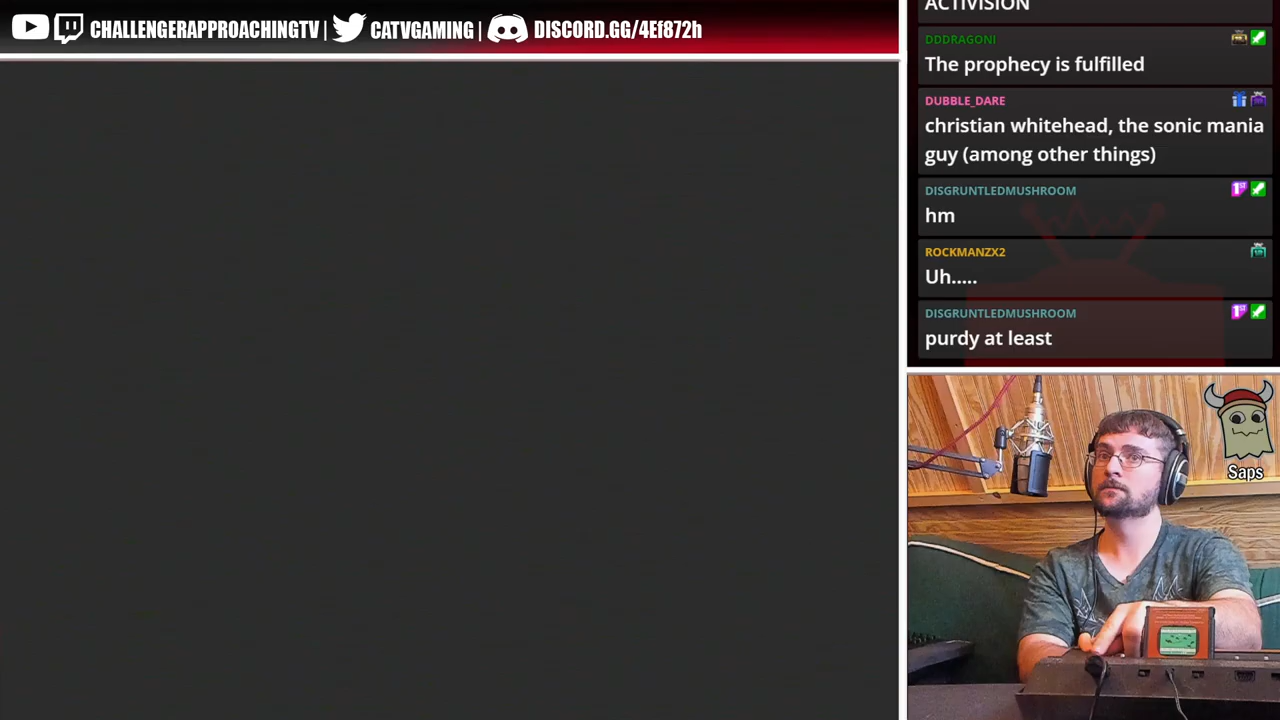 CHALLENGERAPPROACHINGTV | CATVGAMING | DISCORD.GG/4Ef872h
ACTIVISION
DDDRAGONI
The prophecy is fulfilled
DUBBLE_DARE
christian whitehead, the sonic mania
guy (among other things)
DISGRUNTLEDMUSHROOM
hm
ROCKMANZX2
Uh.....
DISGRUNTLEDMUSHROOM
purdy at least
Saps